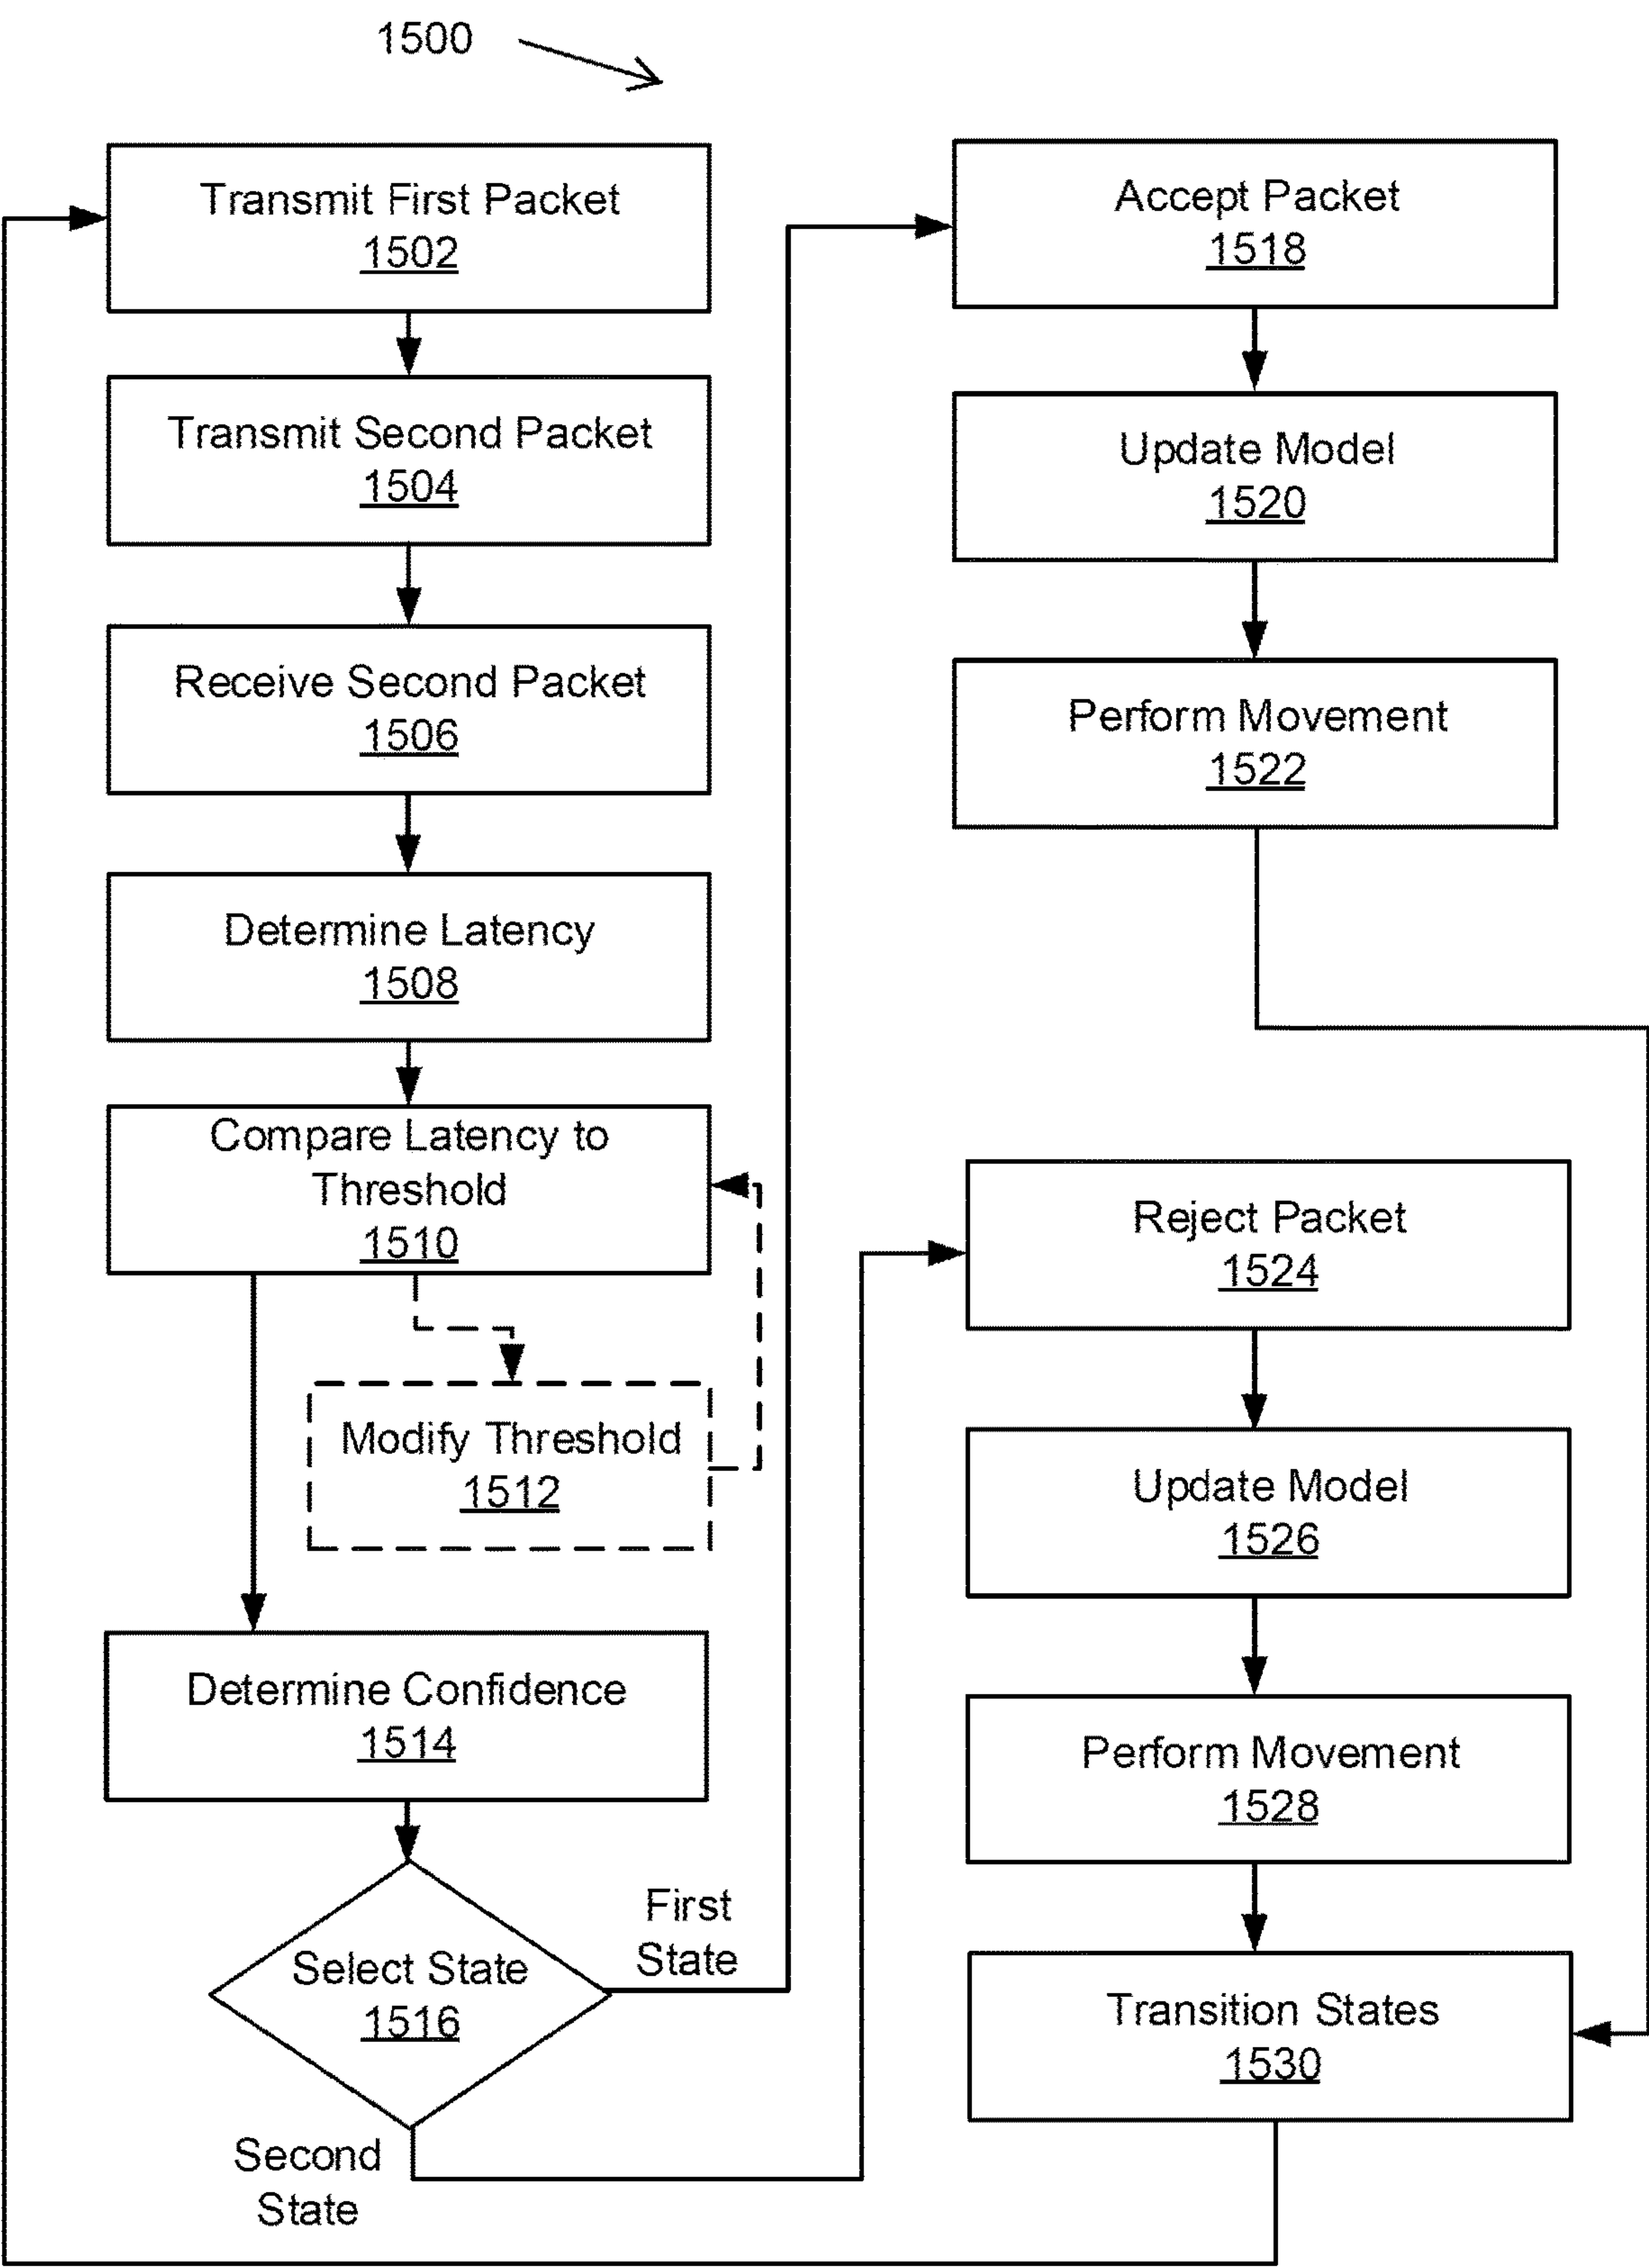 1500
Transmit First Packet
1502
Transmit Second Packet
1504
Receive Second Packet
1506
Determine Latency
1508
Compare Latency to
Threshold
1510
Modify Threshold
1512
Determine Confidence
1514
Select State
1516
First
State
Second
State
Accept Packet
1518
Update Model
1520
Perform Movement
1522
Reject Packet
1524
Update Model
1526
Perform Movement
1528
Transition States
1530